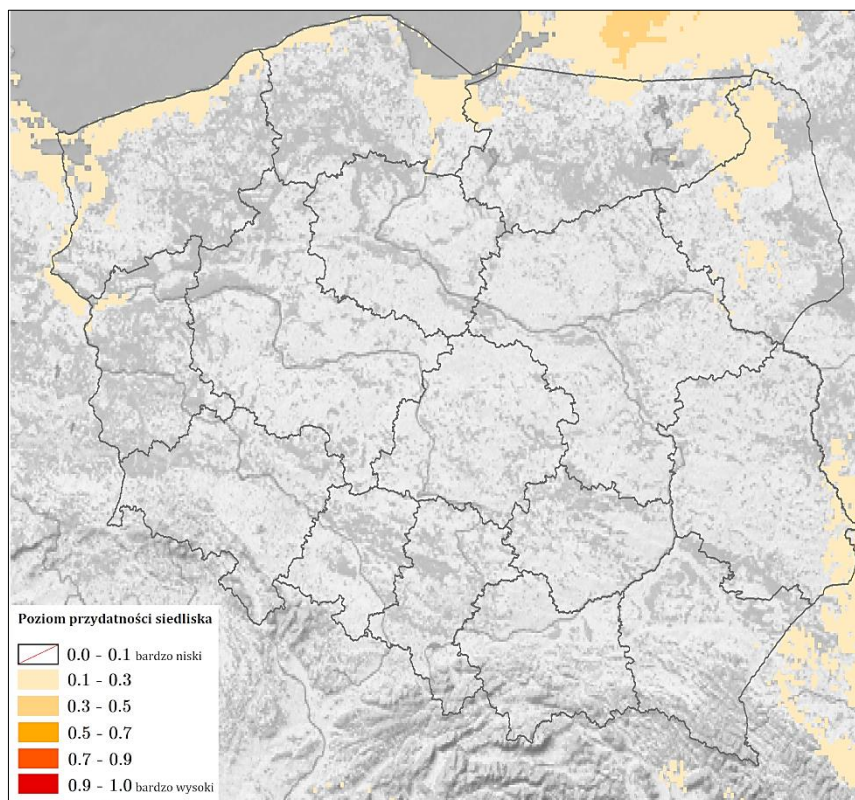 Poziom przydatności siedliska
0.0 - 0.1 bardzo niski
0.1 - 0.3
0.3 - 0.5
0.5 - 0.7
0.7 - 0.9
0.9 - 1.0 bardzo wysoki